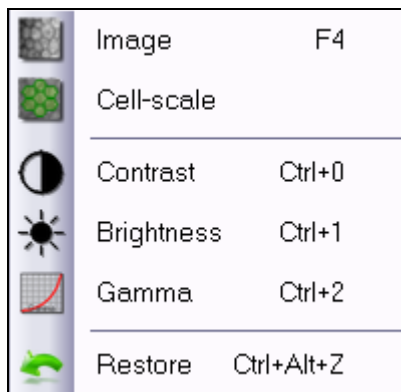 Image F4
Cell-scale
Contrast Ctrl+0
Brightness Ctrl+1
Gamma Ctrl+2
Restore Ctrl+Alt+Z